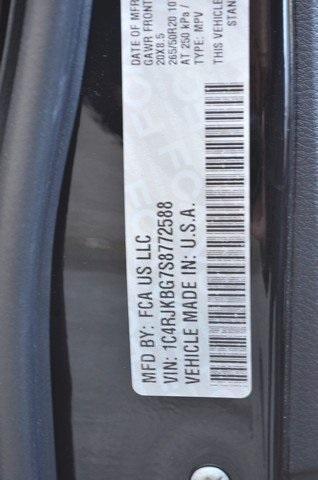 MFD BY: FCA US LLC
VIN: 1C4RJKBG7S8772588
VEHICLE MADE IN: U.S.A.
DATE OF MFR
GAWR FRONT
20X8.5
265/50R20 10
AT 250 kPa /
TYPE: MPV
THIS VEHICLE
STAN